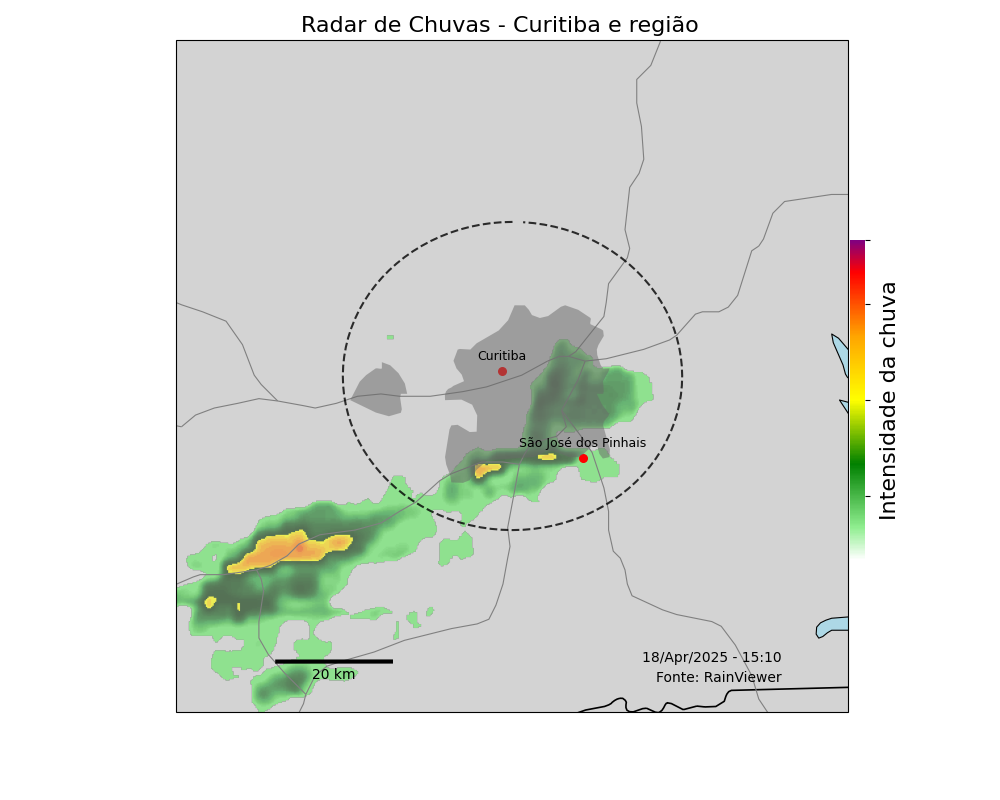 Radar de Chuvas - Curitiba e região
Curitiba
São José dos Pinhais
Intensidade da chuva
18/Apr/2025 - 15:10
Fonte: RainViewer
20 km